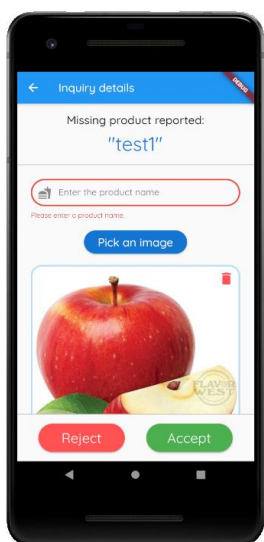 Inquiry details
DEBUG
Missing product reported:
"test1"
Enter the product name
Please enter a product name.
Pick an image
FLAVOR
WEST
Reject
Accept